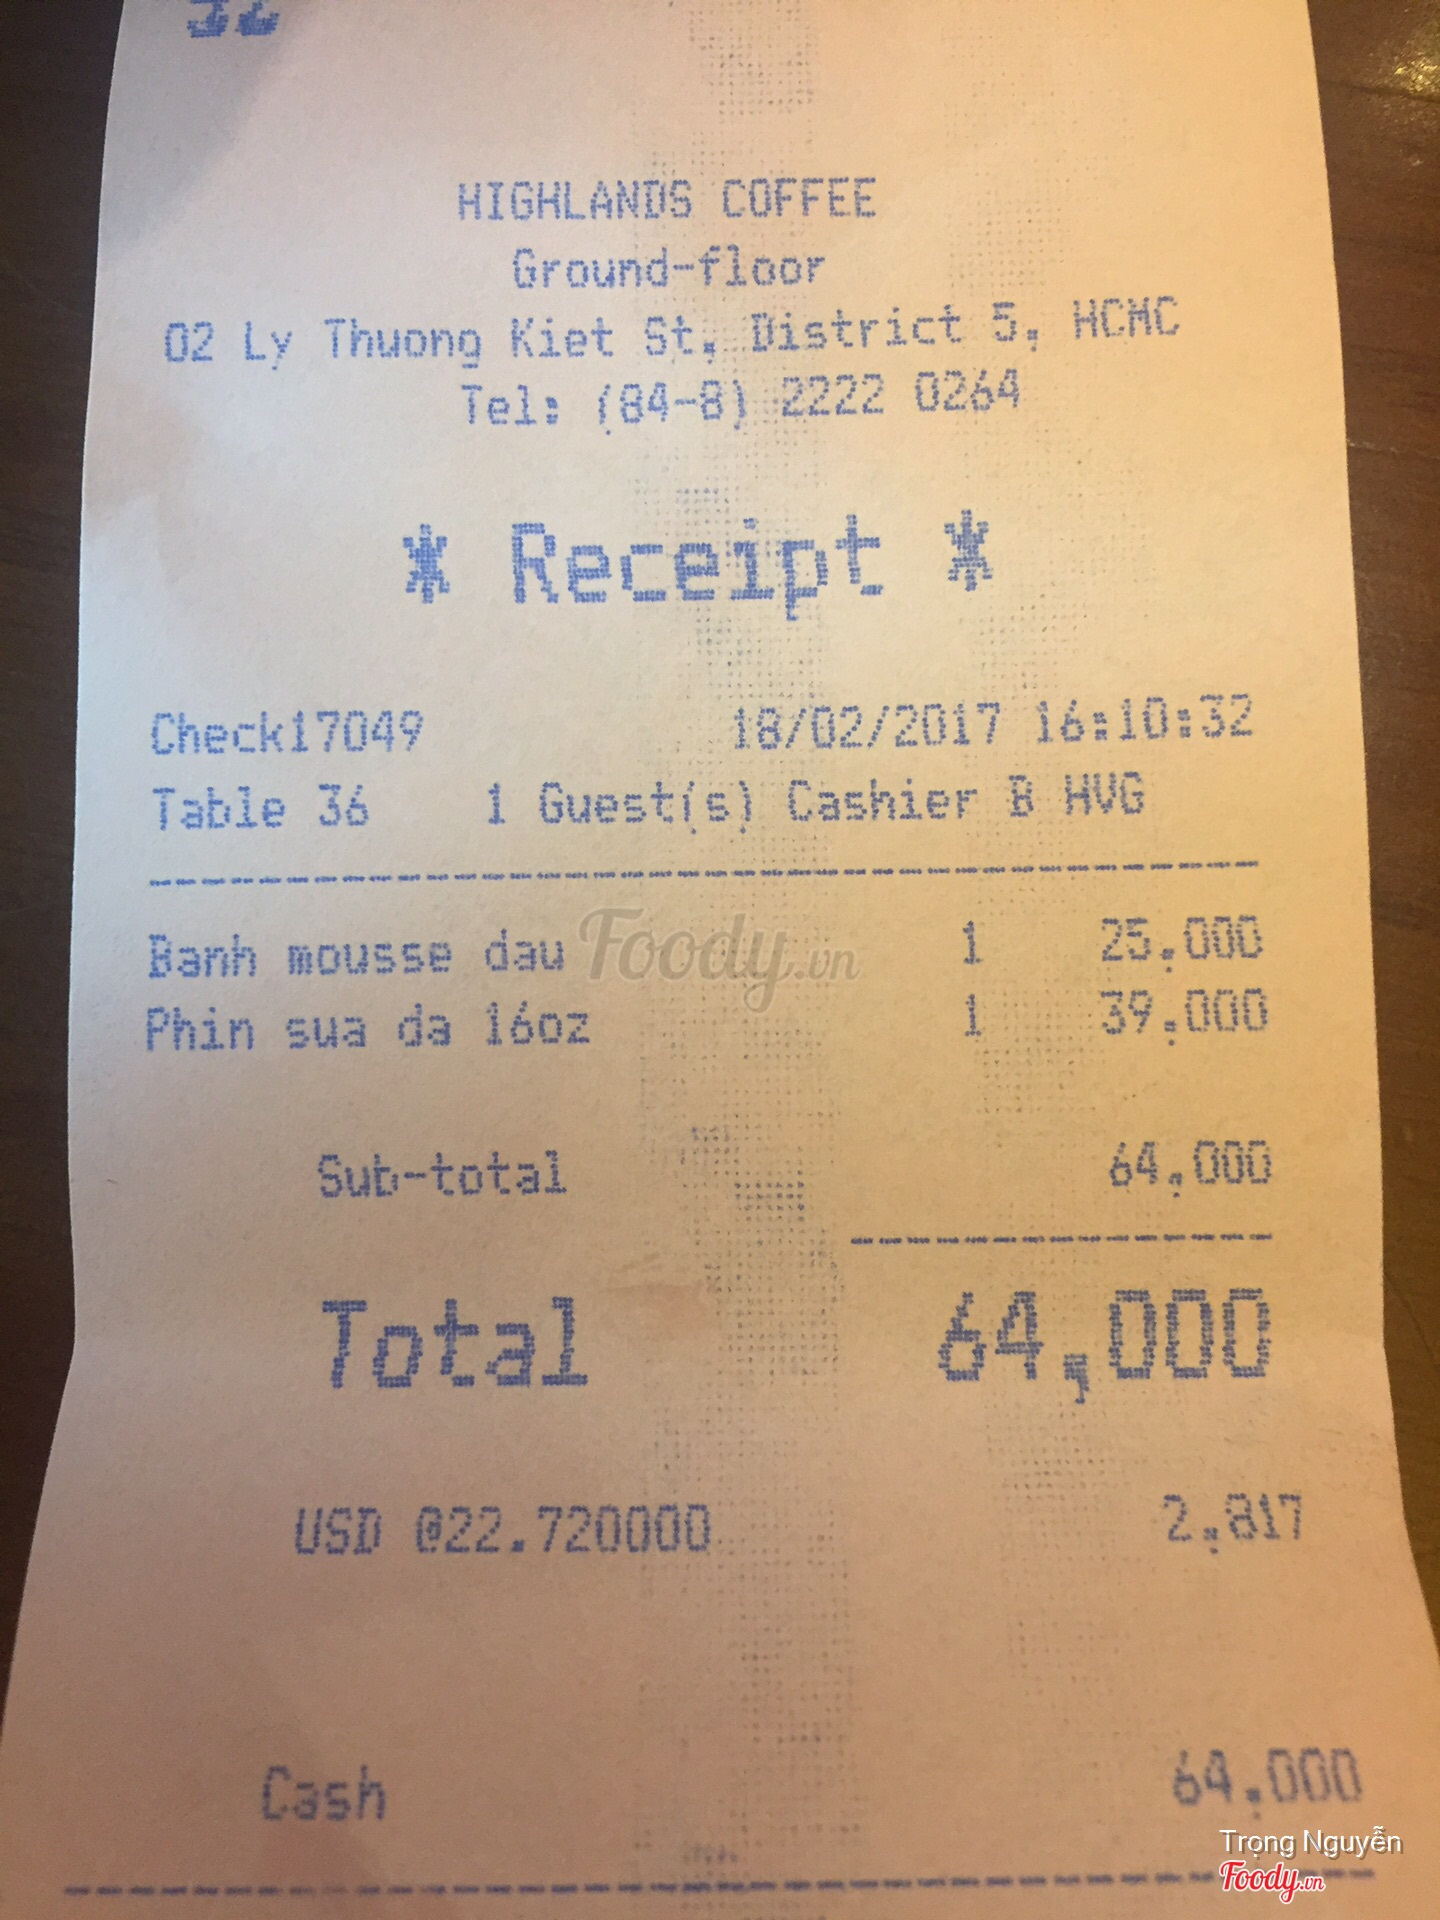 HIGHLANDS COFFEE
Ground-floor
02 Ly Thuong Kiet St, District 5, HCMC
Tel: (84-8) 2222 0264
* Receipt *
Check17049 18/02/2017 16:10:32
Table 36 1 Guest(s) Cashier B HVG
Banh mousse dau 1 25,000
Foody.vn
Phin sua da 16oz 1 39,000
Sub-total 64,000
Total 64,000
USD @22.720000 2,817
Cash 64,000
Trọng Nguyễn
Foody.vn